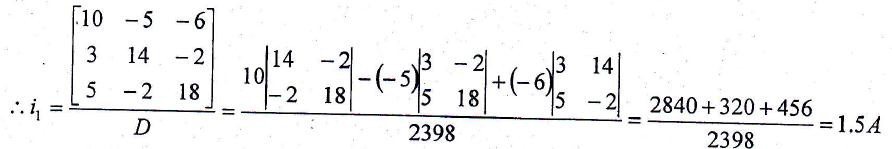 ∴ i₁ = [10 −5 −6; 3 14 −2; 5 −2 18] / D = (10|14 −2; −2 18| − (−5)|3 −2; 5 18| + (−6)|3 14; 5 −2|) / 2398 = (2840 + 320 + 456) / 2398 = 1.5A